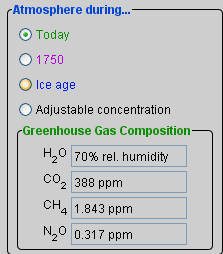 Atmosphere during...
Today
1750
Ice age
Adjustable concentration
Greenhouse Gas Composition
H₂O 70% rel. humidity
CO₂ 388 ppm
CH₄ 1.843 ppm
N₂O 0.317 ppm